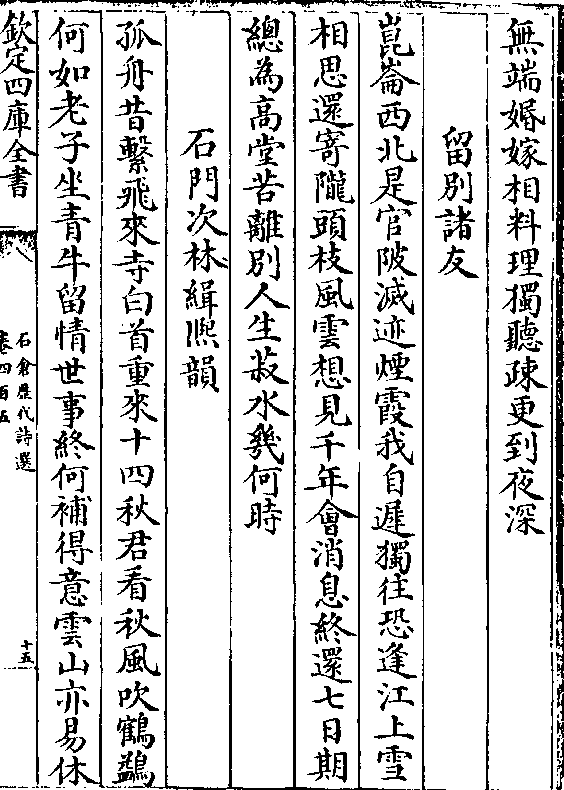 無端婚嫁相料理獨聽疎更到夜深
留別諸友
崑崙西北是官陂滅迹煙霞我自遲獨往恐逢江上雪
相思還寄隴頭枝風雲想見千年會消息終還七日期
總為高堂苦離別人生菽水幾何時
石門次林緝熈韻
孤舟昔繫飛來寺白首重來十四秋君看秋風吹鶴鷁
何如老子坐青牛留情世事終何補得意雲山亦易休
欽定四庫全書
石倉歷代詩選
卷四百五
十五